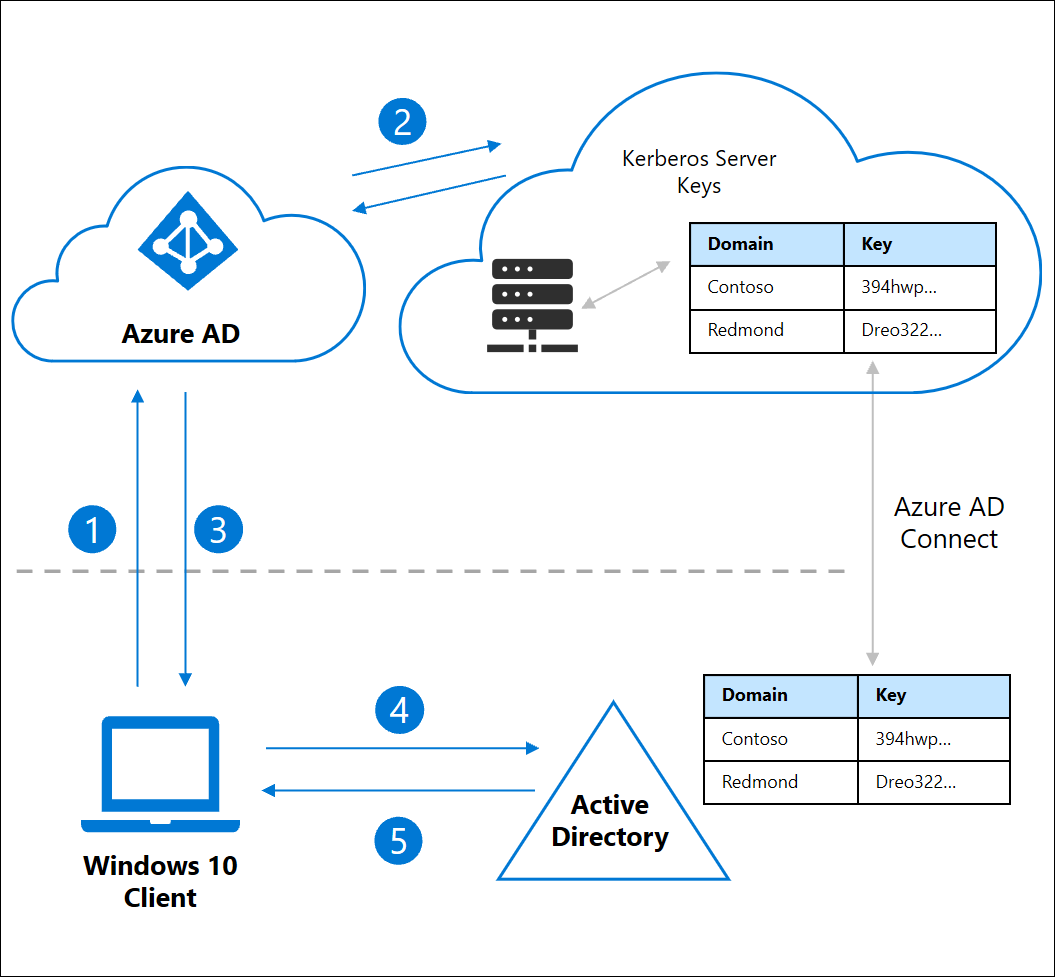 2
Kerberos Server
Keys
Domain Key
Contoso 394hwp...
Redmond Dreo322...
Azure AD
1
3
Azure AD
Connect
Domain Key
Contoso 394hwp...
Redmond Dreo322...
4
Active
Directory
5
Windows 10
Client